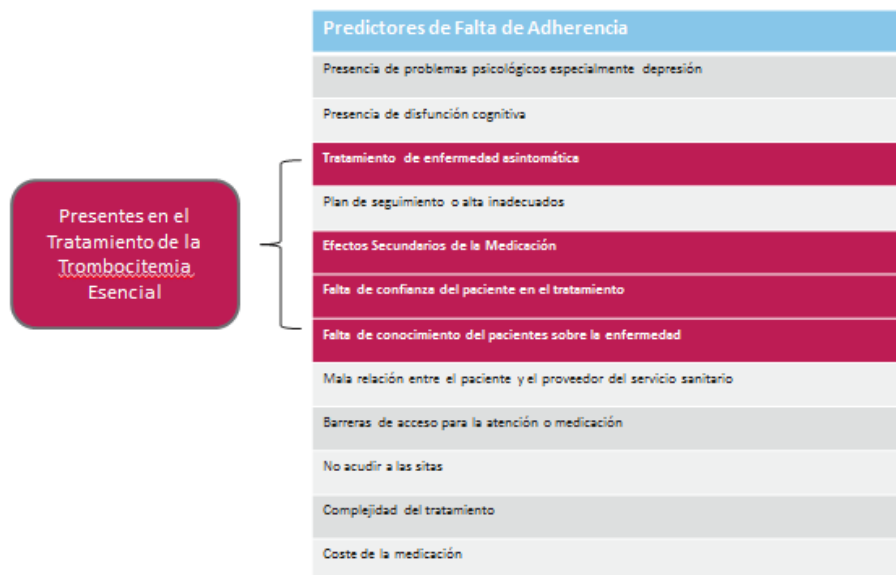 Predictores de Falta de Adherencia
Presencia de problemas psicológicos especialmente depresión
Presencia de disfunción cognitiva
Tratamiento de enfermedad asintomática
Plan de seguimiento o alta inadecuados
Efectos Secundarios de la Medicación
Falta de confianza del paciente en el tratamiento
Falta de conocimiento del pacientes sobre la enfermedad
Mala relación entre el paciente y el proveedor del servicio sanitario
Barreras de acceso para la atención o medicación
No acudir a las sitas
Complejidad del tratamiento
Coste de la medicación
Presentes en el
Tratamiento de la
Trombocitemia
Esencial